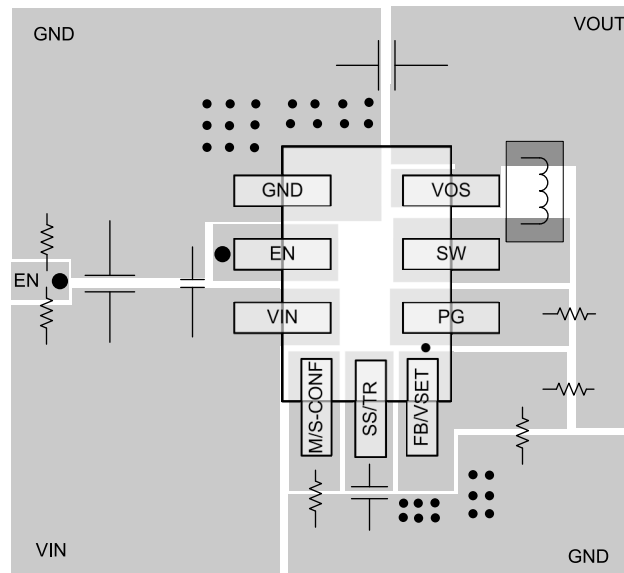 GND
VOUT
GND
VOS
EN
SW
EN
VIN
PG
M/S-CONF
SS/TR
FB/VSET
VIN
GND